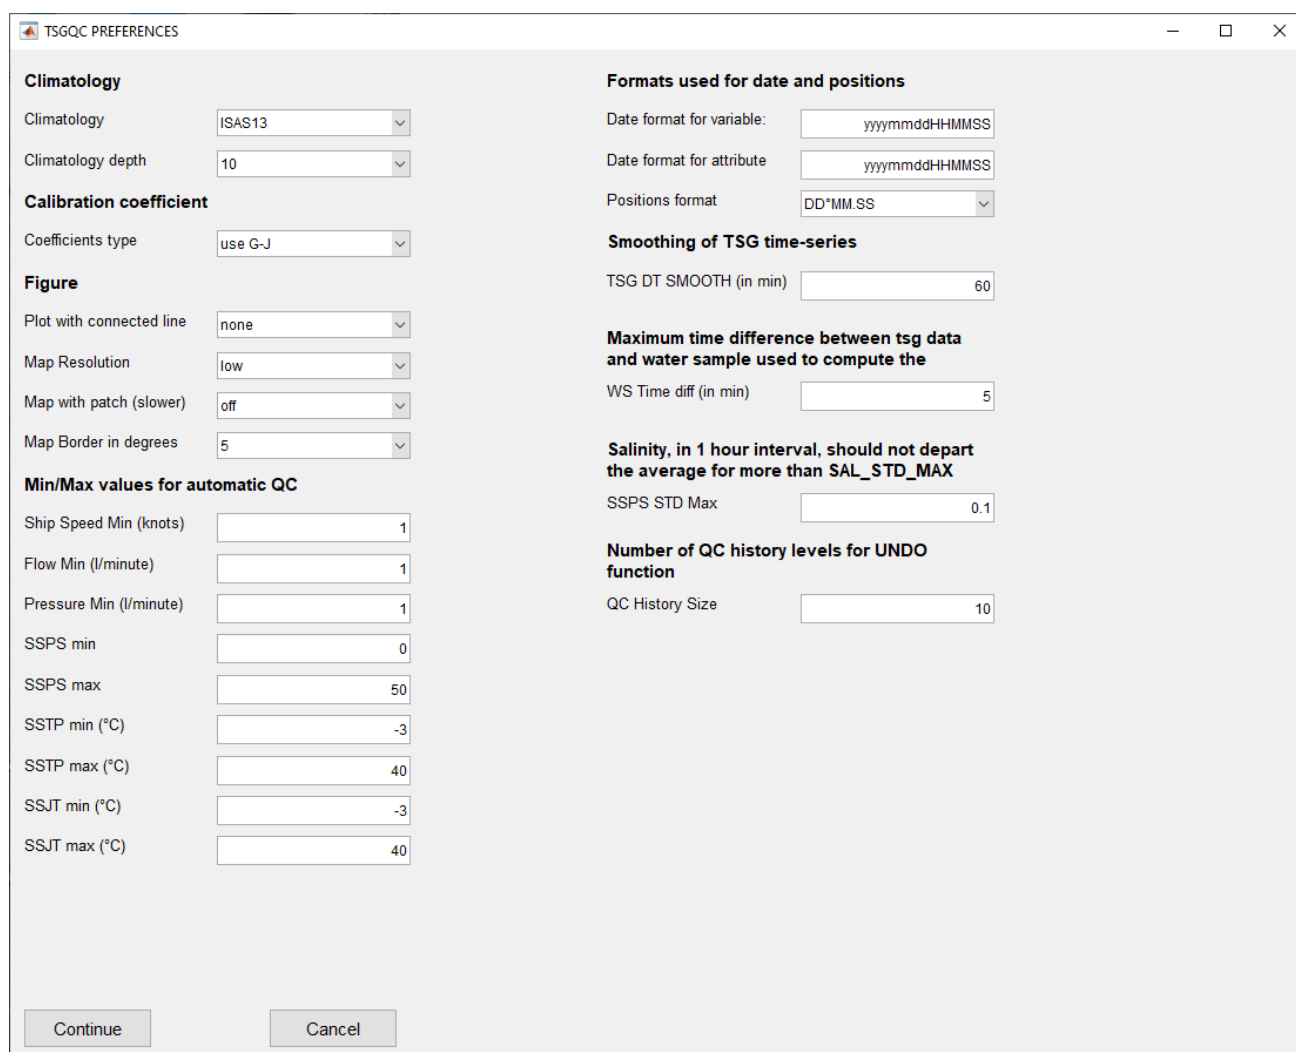 TSGQC PREFERENCES
Climatology
Climatology ISAS13
Climatology depth 10
Calibration coefficient
Coefficients type use G-J
Figure
Plot with connected line none
Map Resolution low
Map with patch (slower) off
Map Border in degrees 5
Min/Max values for automatic QC
Ship Speed Min (knots) 1
Flow Min (l/minute) 1
Pressure Min (l/minute) 1
SSPS min 0
SSPS max 50
SSTP min (°C) -3
SSTP max (°C) 40
SSJT min (°C) -3
SSJT max (°C) 40
Formats used for date and positions
Date format for variable: yyyymmddHHMMSS
Date format for attribute yyyymmddHHMMSS
Positions format DD°MM.SS
Smoothing of TSG time-series
TSG DT SMOOTH (in min) 60
Maximum time difference between tsg data
and water sample used to compute the
WS Time diff (in min) 5
Salinity, in 1 hour interval, should not depart
the average for more than SAL_STD_MAX
SSPS STD Max 0.1
Number of QC history levels for UNDO
function
QC History Size 10
Continue Cancel